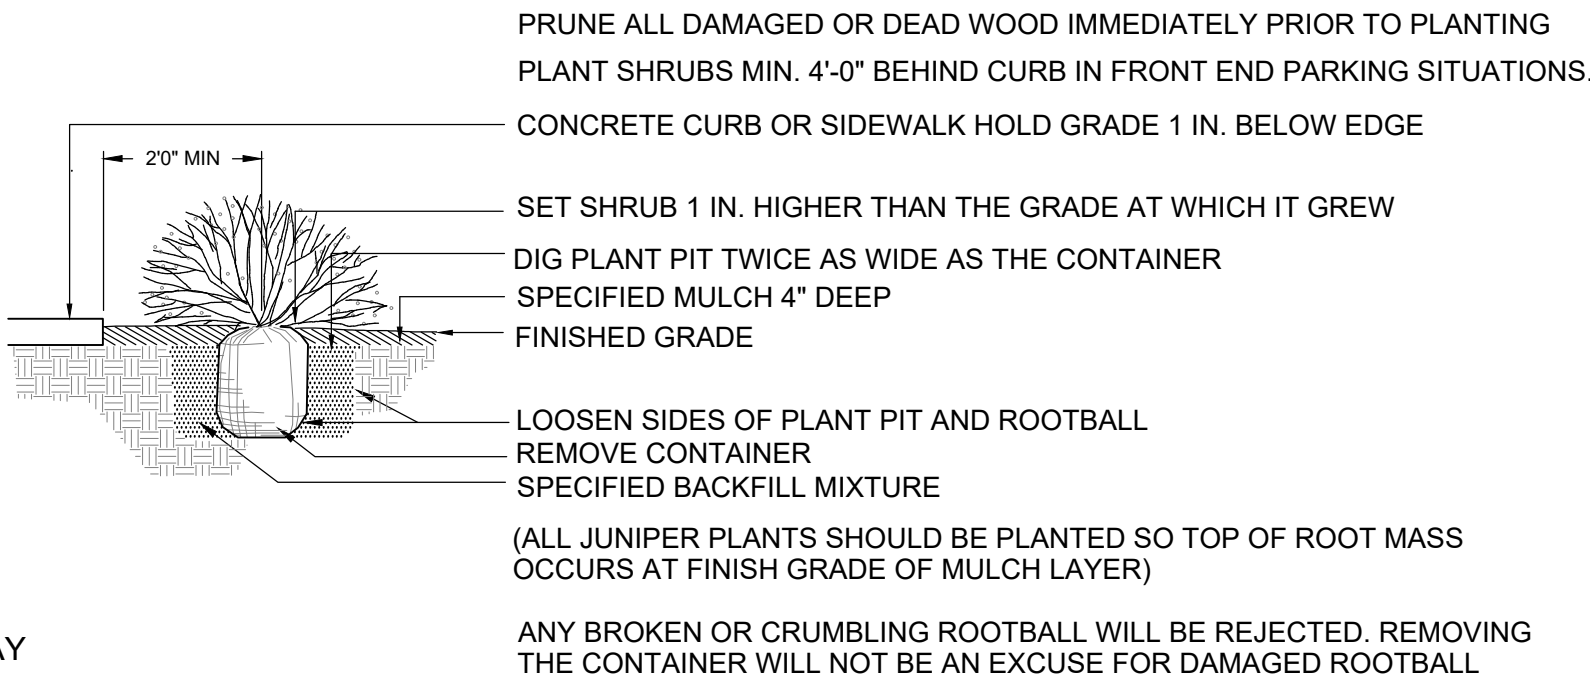 PRUNE ALL DAMAGED OR DEAD WOOD IMMEDIATELY PRIOR TO PLANTING
PLANT SHRUBS MIN. 4'-0" BEHIND CURB IN FRONT END PARKING SITUATIONS.
CONCRETE CURB OR SIDEWALK HOLD GRADE 1 IN. BELOW EDGE
2'0" MIN
SET SHRUB 1 IN. HIGHER THAN THE GRADE AT WHICH IT GREW
DIG PLANT PIT TWICE AS WIDE AS THE CONTAINER
SPECIFIED MULCH 4" DEEP
FINISHED GRADE
LOOSEN SIDES OF PLANT PIT AND ROOTBALL
REMOVE CONTAINER
SPECIFIED BACKFILL MIXTURE
(ALL JUNIPER PLANTS SHOULD BE PLANTED SO TOP OF ROOT MASS
OCCURS AT FINISH GRADE OF MULCH LAYER)
ANY BROKEN OR CRUMBLING ROOTBALL WILL BE REJECTED. REMOVING
THE CONTAINER WILL NOT BE AN EXCUSE FOR DAMAGED ROOTBALL